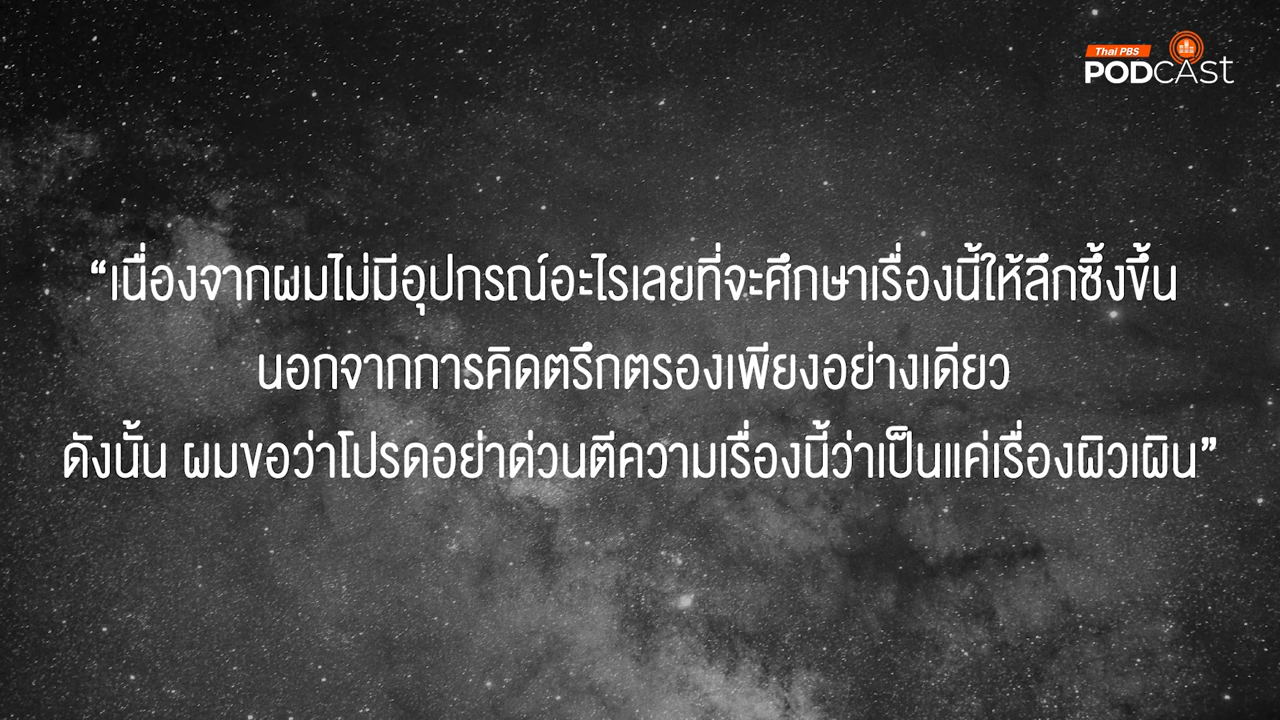 Thai PBS
PODCASt
“เนื่องจากผมไม่มีอุปกรณ์อะไรเลยที่จะศึกษาเรื่องนี้ให้ลึกซึ้งขึ้น
นอกจากการคิดตรึกตรองเพียงอย่างเดียว
ดังนั้น ผมขอว่าโปรดอย่าด่วนตีความเรื่องนี้ว่าเป็นแค่เรื่องผิวเผิน”